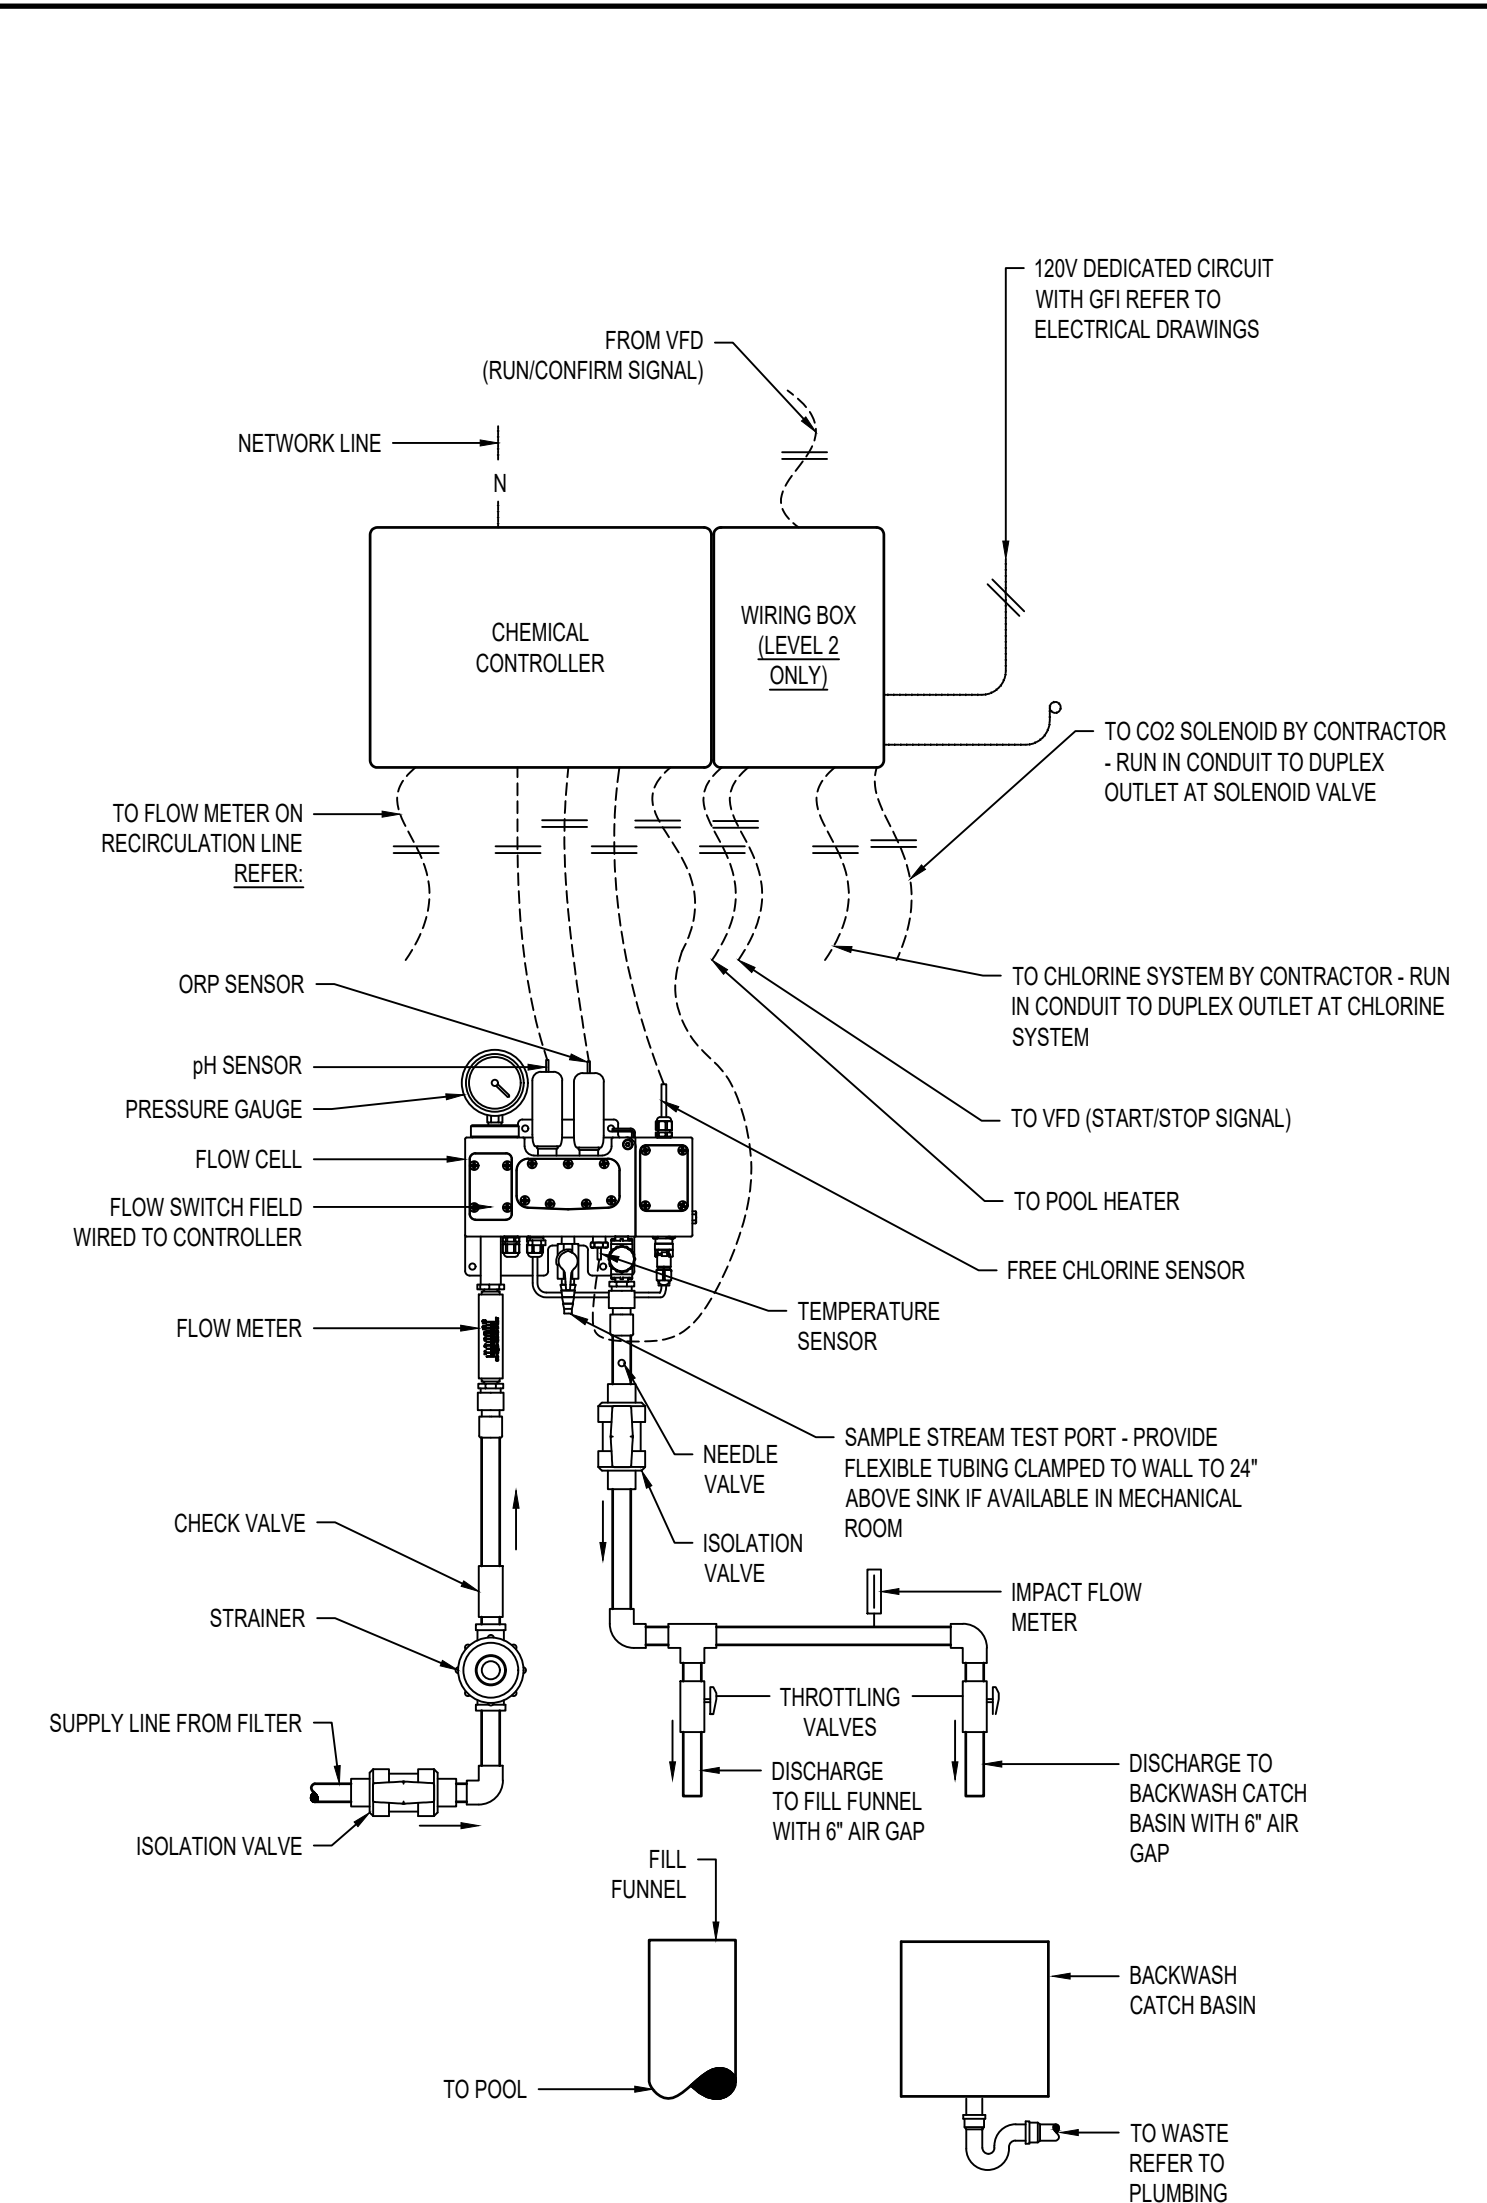 120V DEDICATED CIRCUIT
WITH GFI REFER TO
ELECTRICAL DRAWINGS
FROM VFD
(RUN/CONFIRM SIGNAL)
NETWORK LINE
N
CHEMICAL
CONTROLLER
WIRING BOX
(LEVEL 2
ONLY)
TO CO2 SOLENOID BY CONTRACTOR
- RUN IN CONDUIT TO DUPLEX
OUTLET AT SOLENOID VALVE
TO FLOW METER ON
RECIRCULATION LINE
REFER:
TO CHLORINE SYSTEM BY CONTRACTOR - RUN
IN CONDUIT TO DUPLEX OUTLET AT CHLORINE
SYSTEM
ORP SENSOR
pH SENSOR
PRESSURE GAUGE
TO VFD (START/STOP SIGNAL)
FLOW CELL
TO POOL HEATER
FLOW SWITCH FIELD
WIRED TO CONTROLLER
FREE CHLORINE SENSOR
TEMPERATURE
SENSOR
FLOW METER
SAMPLE STREAM TEST PORT - PROVIDE
FLEXIBLE TUBING CLAMPED TO WALL TO 24"
ABOVE SINK IF AVAILABLE IN MECHANICAL
ROOM
NEEDLE
VALVE
CHECK VALVE
ISOLATION
VALVE
IMPACT FLOW
METER
STRAINER
THROTTLING
VALVES
SUPPLY LINE FROM FILTER
DISCHARGE
TO FILL FUNNEL
WITH 6" AIR GAP
DISCHARGE TO
BACKWASH CATCH
BASIN WITH 6" AIR
GAP
ISOLATION VALVE
FILL
FUNNEL
BACKWASH
CATCH BASIN
TO POOL
TO WASTE
REFER TO
PLUMBING